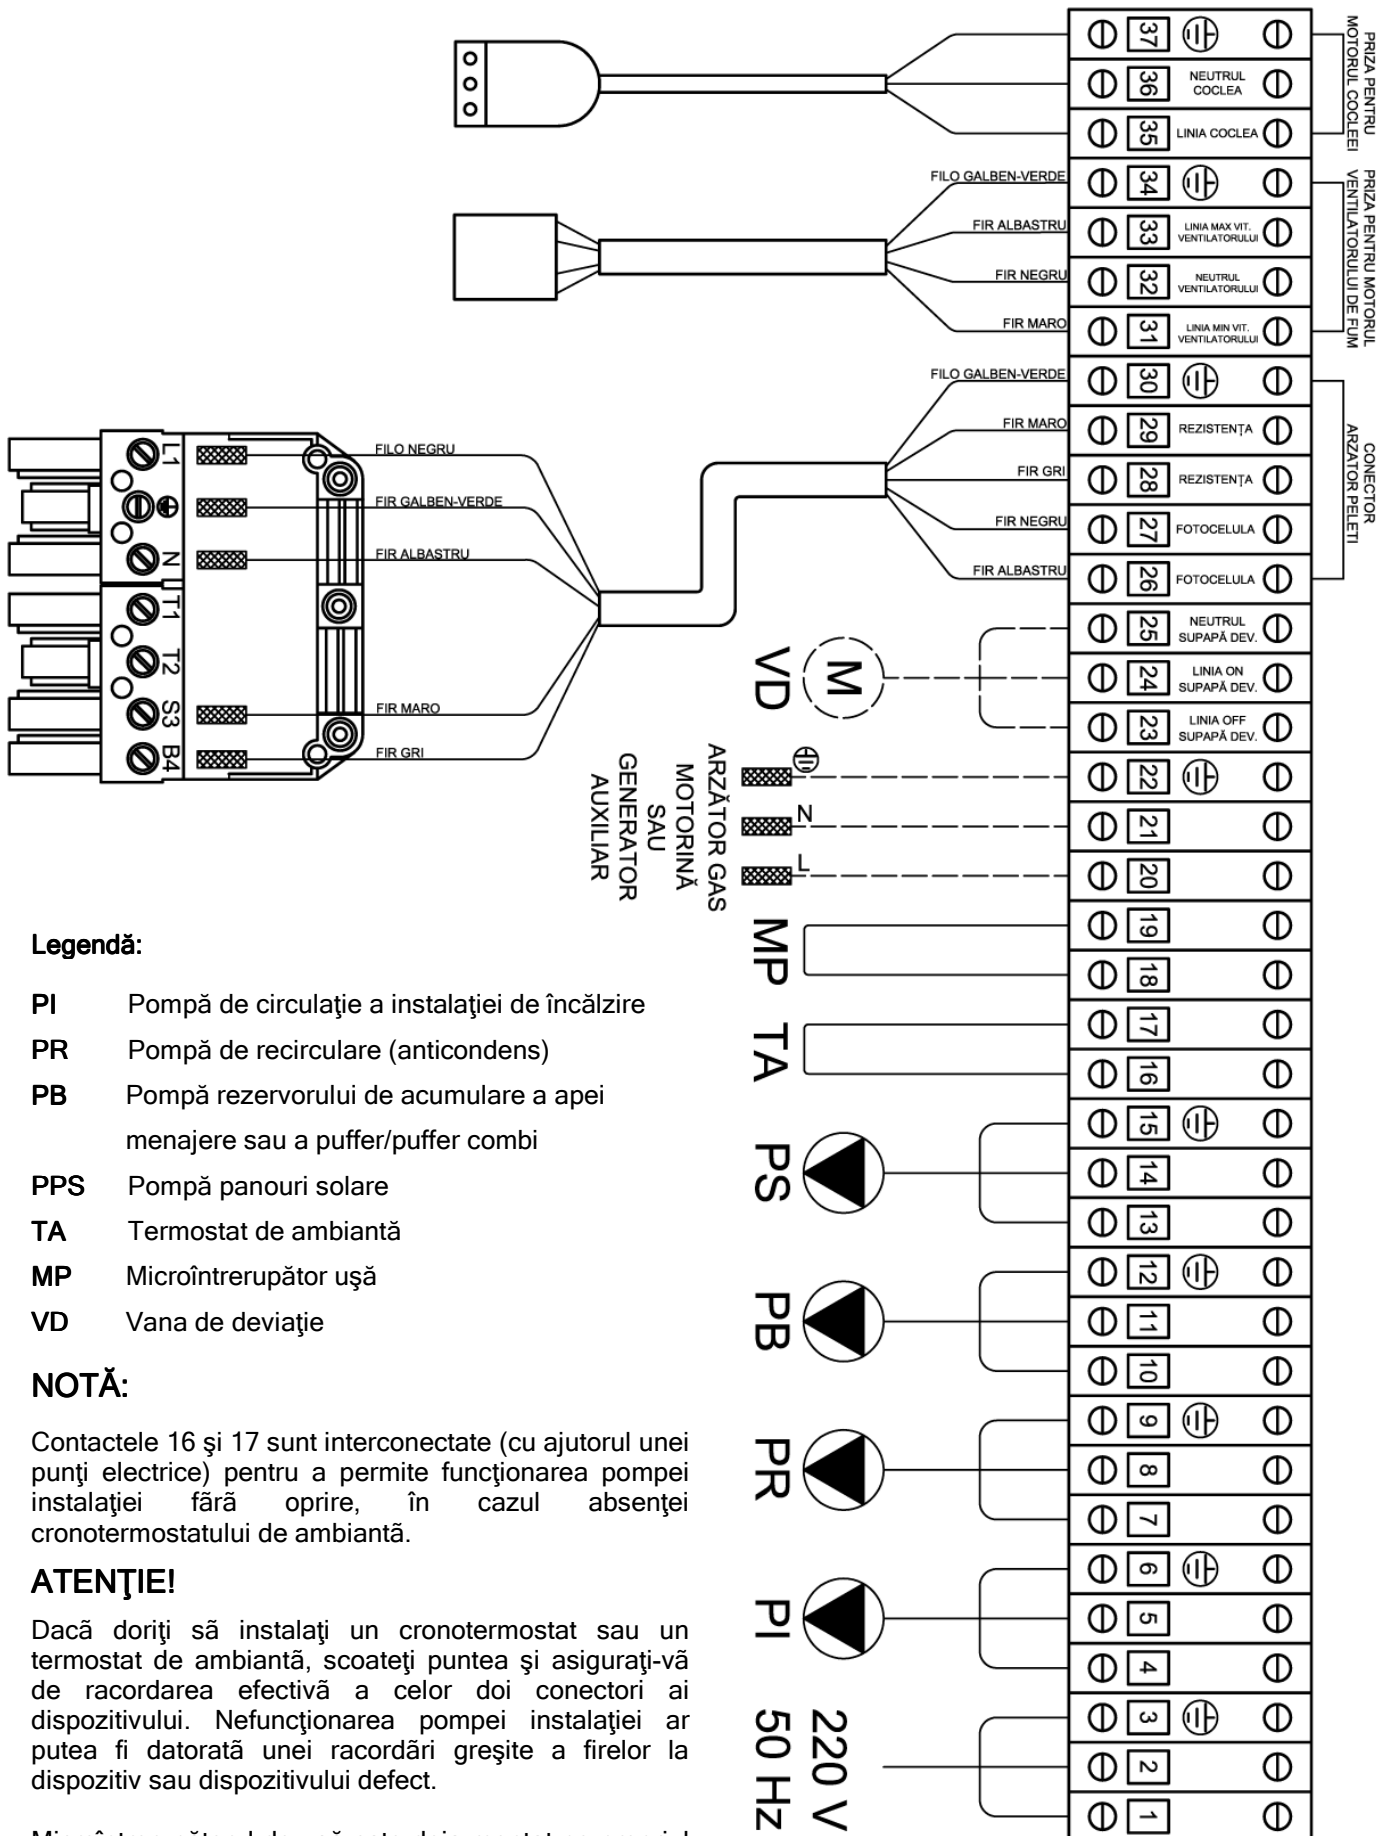 PRIZA PENTRU
MOTORUL COCLEEI
37
36 NEUTRUL
COCLEA
35 LINIA COCLEA
PRIZA PENTRU MOTORUL
VENTILATORULUI DE FUM
FILO GALBEN-VERDE 34
FIR ALBASTRU 33 LINIA MAX VIT.
VENTILATORULUI
FIR NEGRU 32 NEUTRUL
VENTILATORULUI
FIR MARO 31 LINIA MIN VIT.
VENTILATORULUI
CONECTOR
ARZATOR PELETI
FILO GALBEN-VERDE 30
FIR MARO 29 REZISTENŢA
FIR GRI 28 REZISTENŢA
FIR NEGRU 27 FOTOCELULA
FIR ALBASTRU 26 FOTOCELULA
L1 FILO NEGRU
FIR GALBEN-VERDE
N FIR ALBASTRU
T1
T2
S3 FIR MARO
B4 FIR GRI
VD
M
25 NEUTRUL
SUPAPĂ DEV.
24 LINIA ON
SUPAPĂ DEV.
23 LINIA OFF
SUPAPĂ DEV.
ARZĂTOR GAS
MOTORINĂ
SAU
GENERATOR
AUXILIAR
22
N 21
L 20
MP
19
18
TA
17
16
PS
15
14
13
PB
12
11
10
PR
9
8
7
PI
6
5
4
220 V
50 Hz
3
2
1
Legendă:
PI Pompă de circulaţie a instalaţiei de încălzire
PR Pompă de recirculare (anticondens)
PB Pompă rezervorului de acumulare a apei
menajere sau a puffer/puffer combi
PPS Pompă panouri solare
TA Termostat de ambiantă
MP Microîntrerupător uşă
VD Vana de deviaţie
NOTĂ:
Contactele 16 şi 17 sunt interconectate (cu ajutorul unei
punţi electrice) pentru a permite funcţionarea pompei
instalaţiei fãrã oprire, în cazul absenţei
cronotermostatului de ambiantã.
ATENŢIE!
Dacã doriţi sã instalaţi un cronotermostat sau un
termostat de ambiantã, scoateţi puntea şi asiguraţi-vã
de racordarea efectivã a celor doi conectori ai
dispozitivului. Nefuncţionarea pompei instalaţiei ar
putea fi datoratã unei racordãri greşite a firelor la
dispozitiv sau dispozitivului defect.